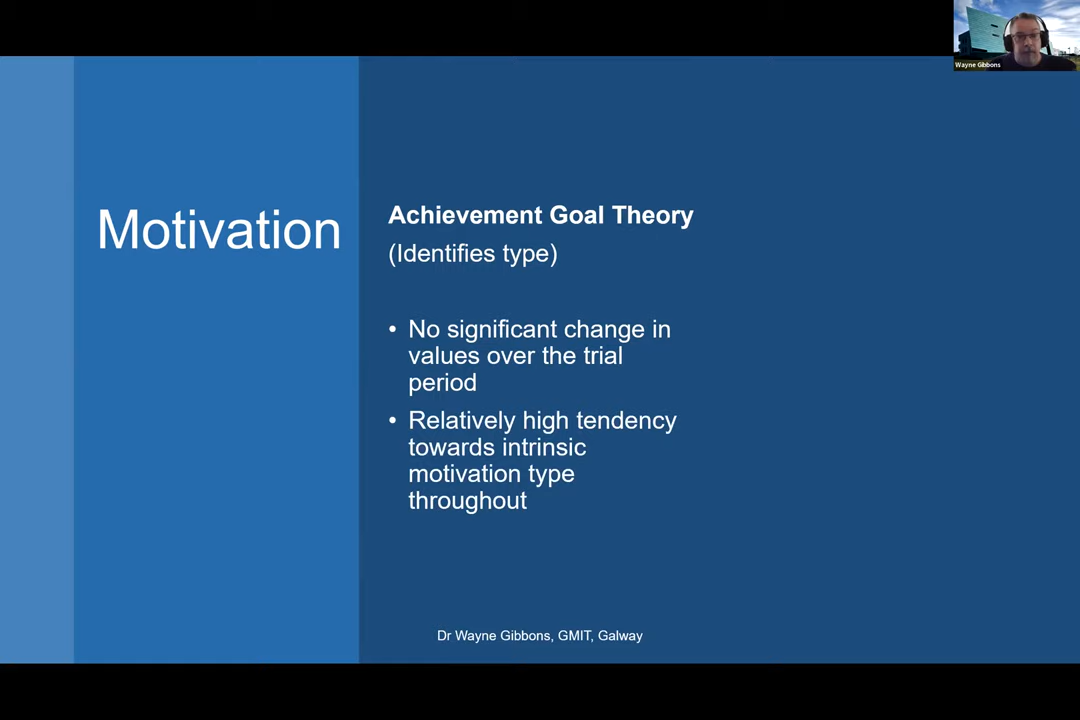 Wayne Gibbons
Motivation
Achievement Goal Theory
(Identifies type)
• No significant change in
values over the trial
period
• Relatively high tendency
towards intrinsic
motivation type
throughout
Dr Wayne Gibbons, GMIT, Galway